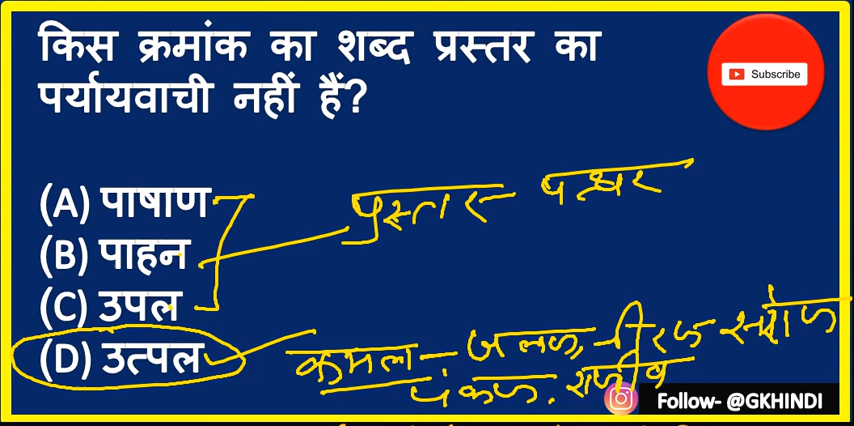 किस क्रमांक का शब्द प्रस्तर का
पर्यायवाची नहीं हैं?
Subscribe
(A) पाषाण
प्रस्तर - पत्थर
(B) पाहन
(C) उपल
(D) उत्पल
कमल - जलज, नीरज सरोज
पंकज. राजीव
Follow- @GKHINDI